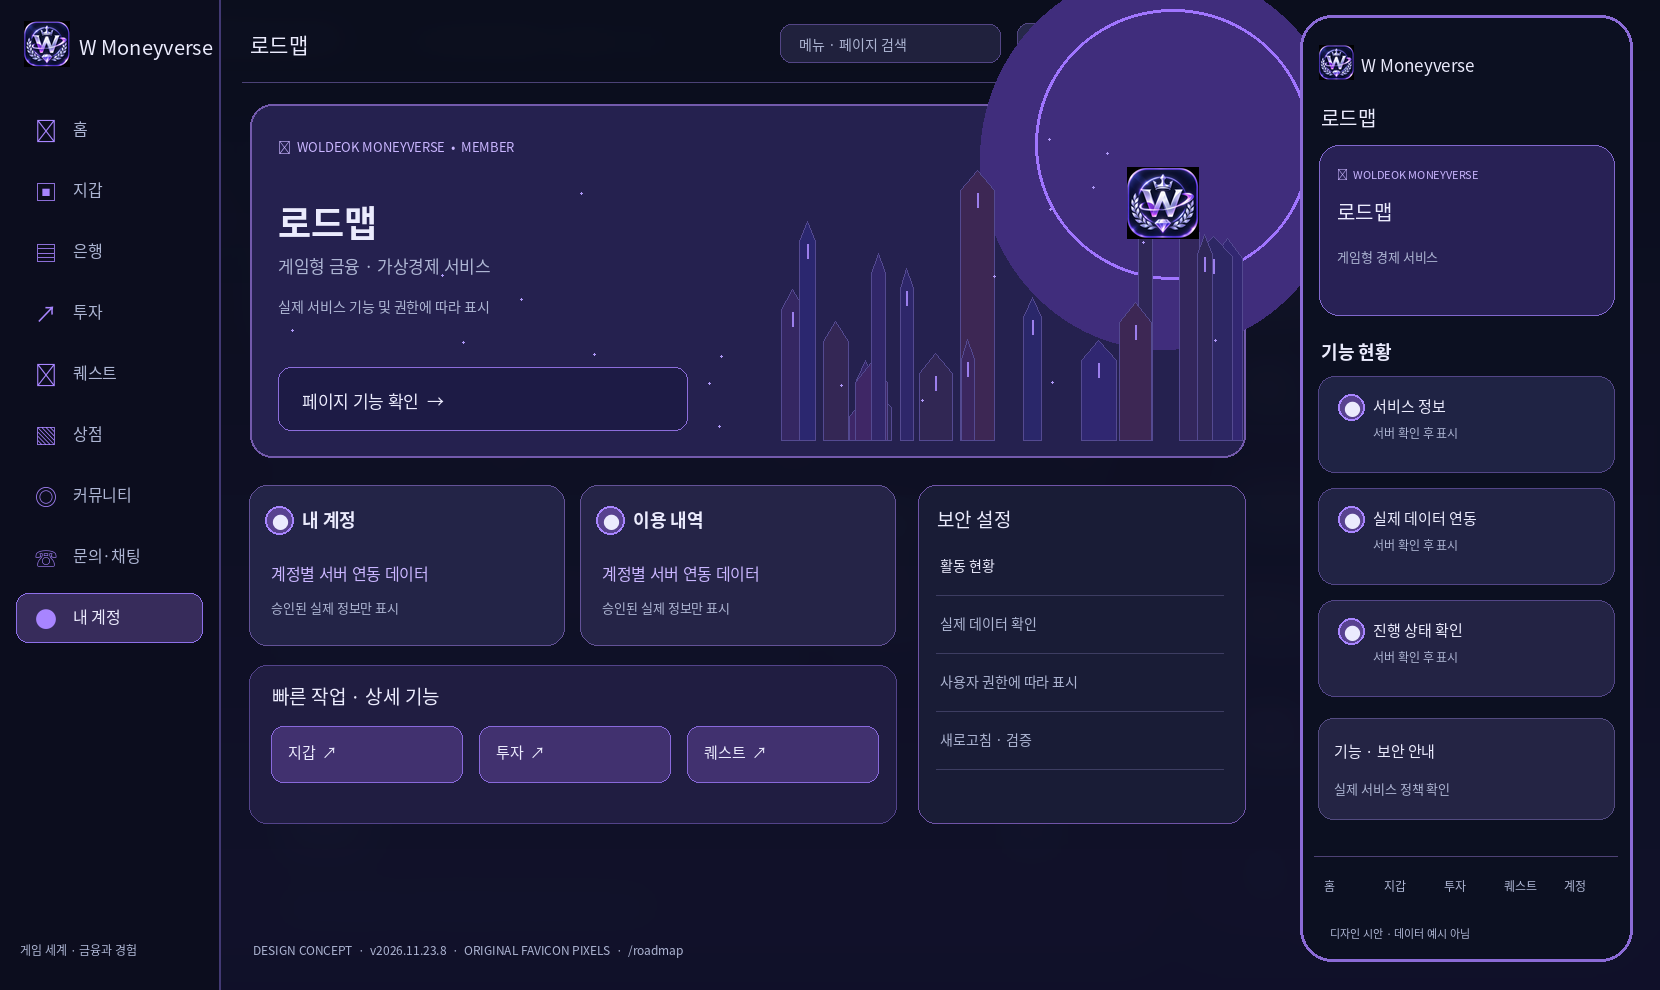 W Moneyverse
홈
지갑
은행
투자
퀘스트
상점
커뮤니티
문의·채팅
내 계정
게임 세계 · 금융과 경험
로드맵
메뉴 · 페이지 검색
WOLDEOK MONEYVERSE • MEMBER
로드맵
게임형 금융 · 가상경제 서비스
실제 서비스 기능 및 권한에 따라 표시
페이지 기능 확인 →
내 계정
계정별 서버 연동 데이터
승인된 실제 정보만 표시
이용 내역
계정별 서버 연동 데이터
승인된 실제 정보만 표시
빠른 작업 · 상세 기능
지갑 ↗
투자 ↗
퀘스트 ↗
보안 설정
활동 현황
실제 데이터 확인
사용자 권한에 따라 표시
새로고침 · 검증
DESIGN CONCEPT · v2026.11.23.8 · ORIGINAL FAVICON PIXELS · /roadmap
W
W Moneyverse
로드맵
WOLDEOK MONEYVERSE
로드맵
게임형 경제 서비스
기능 현황
서비스 정보
서버 확인 후 표시
실제 데이터 연동
서버 확인 후 표시
진행 상태 확인
서버 확인 후 표시
기능 · 보안 안내
실제 서비스 정책 확인
홈 지갑 투자 퀘스트 계정
디자인 시안 · 데이터 예시 아님